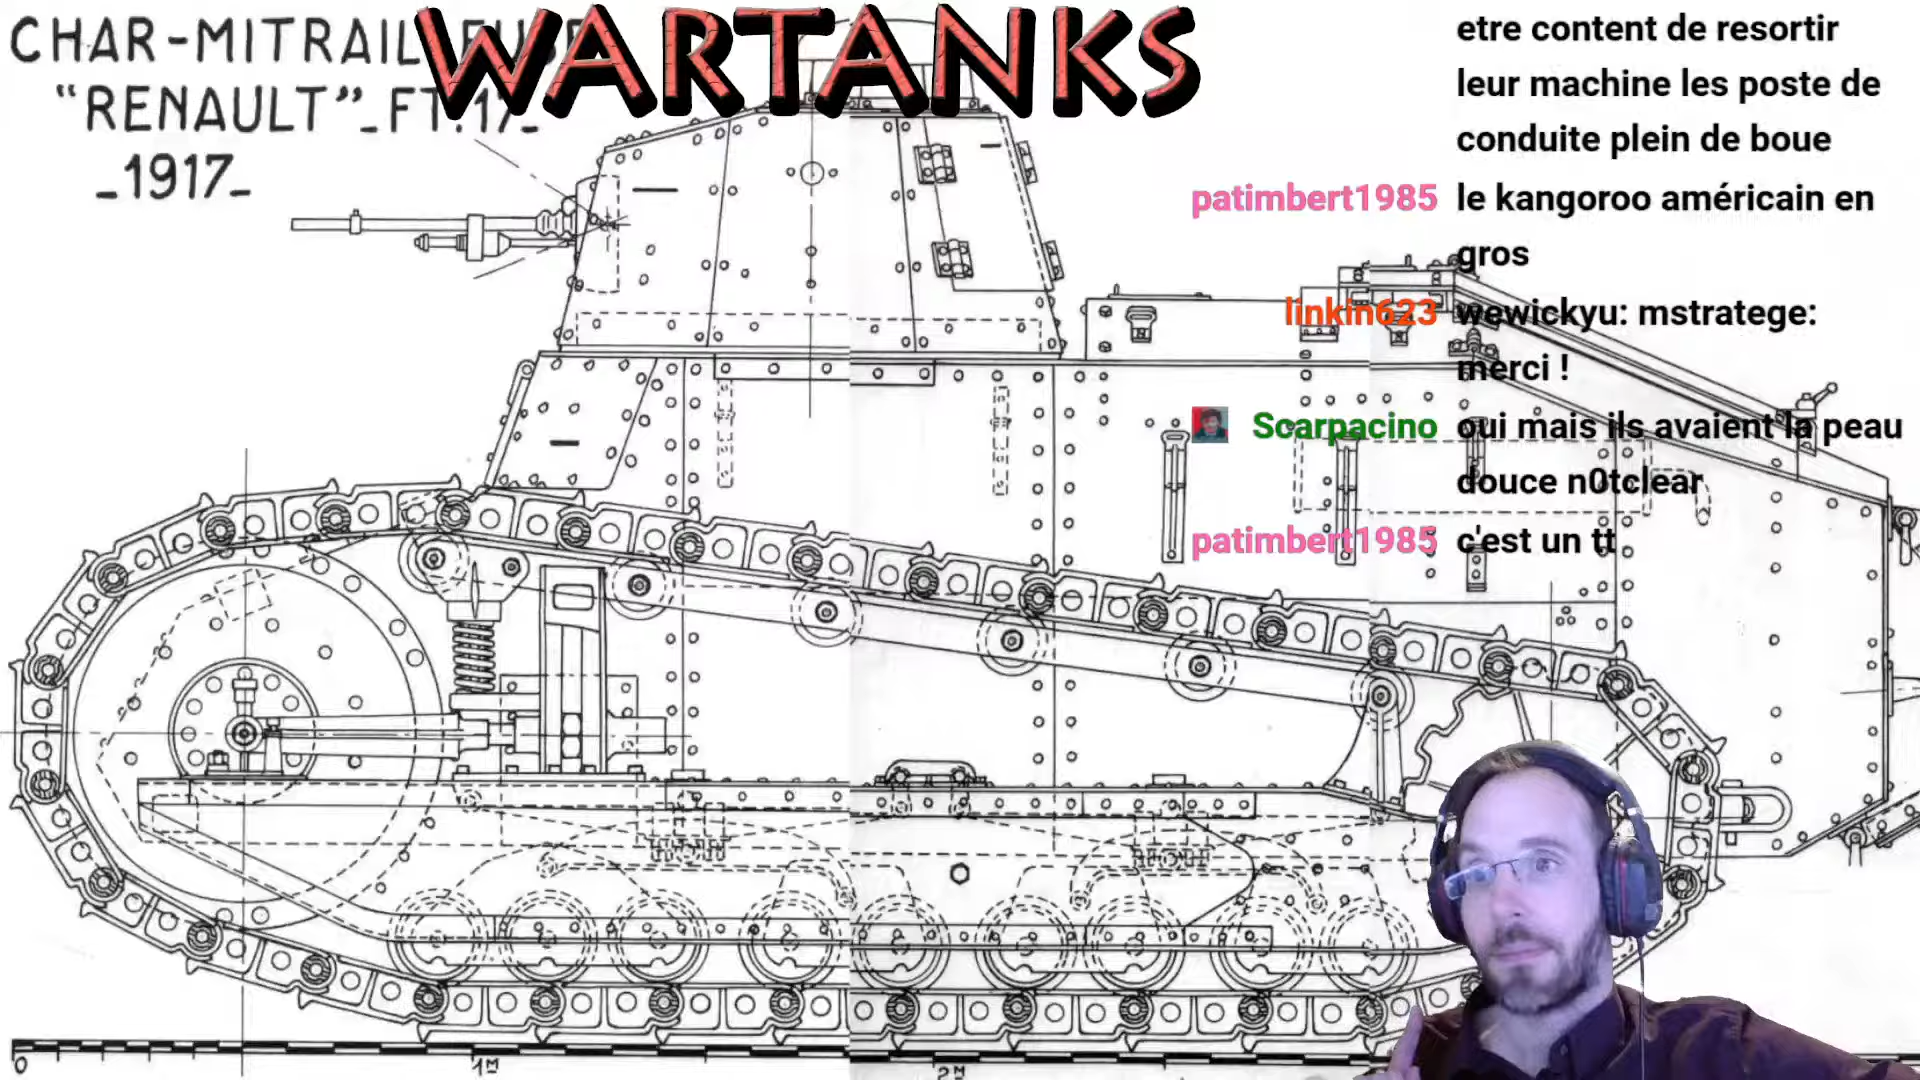 CHAR-MITRAILLEUSE
"RENAULT"_FT.17_
_1917_
WARTANKS
etre content de resortir
leur machine les poste de
conduite plein de boue
patimbert1985 le kangoroo américain en
gros
linkin623 wewickyu: mstratege:
merci !
Scarpacino oui mais ils avaient la peau
douce n0tclear
patimbert1985 c'est un tt
0 1M 2M